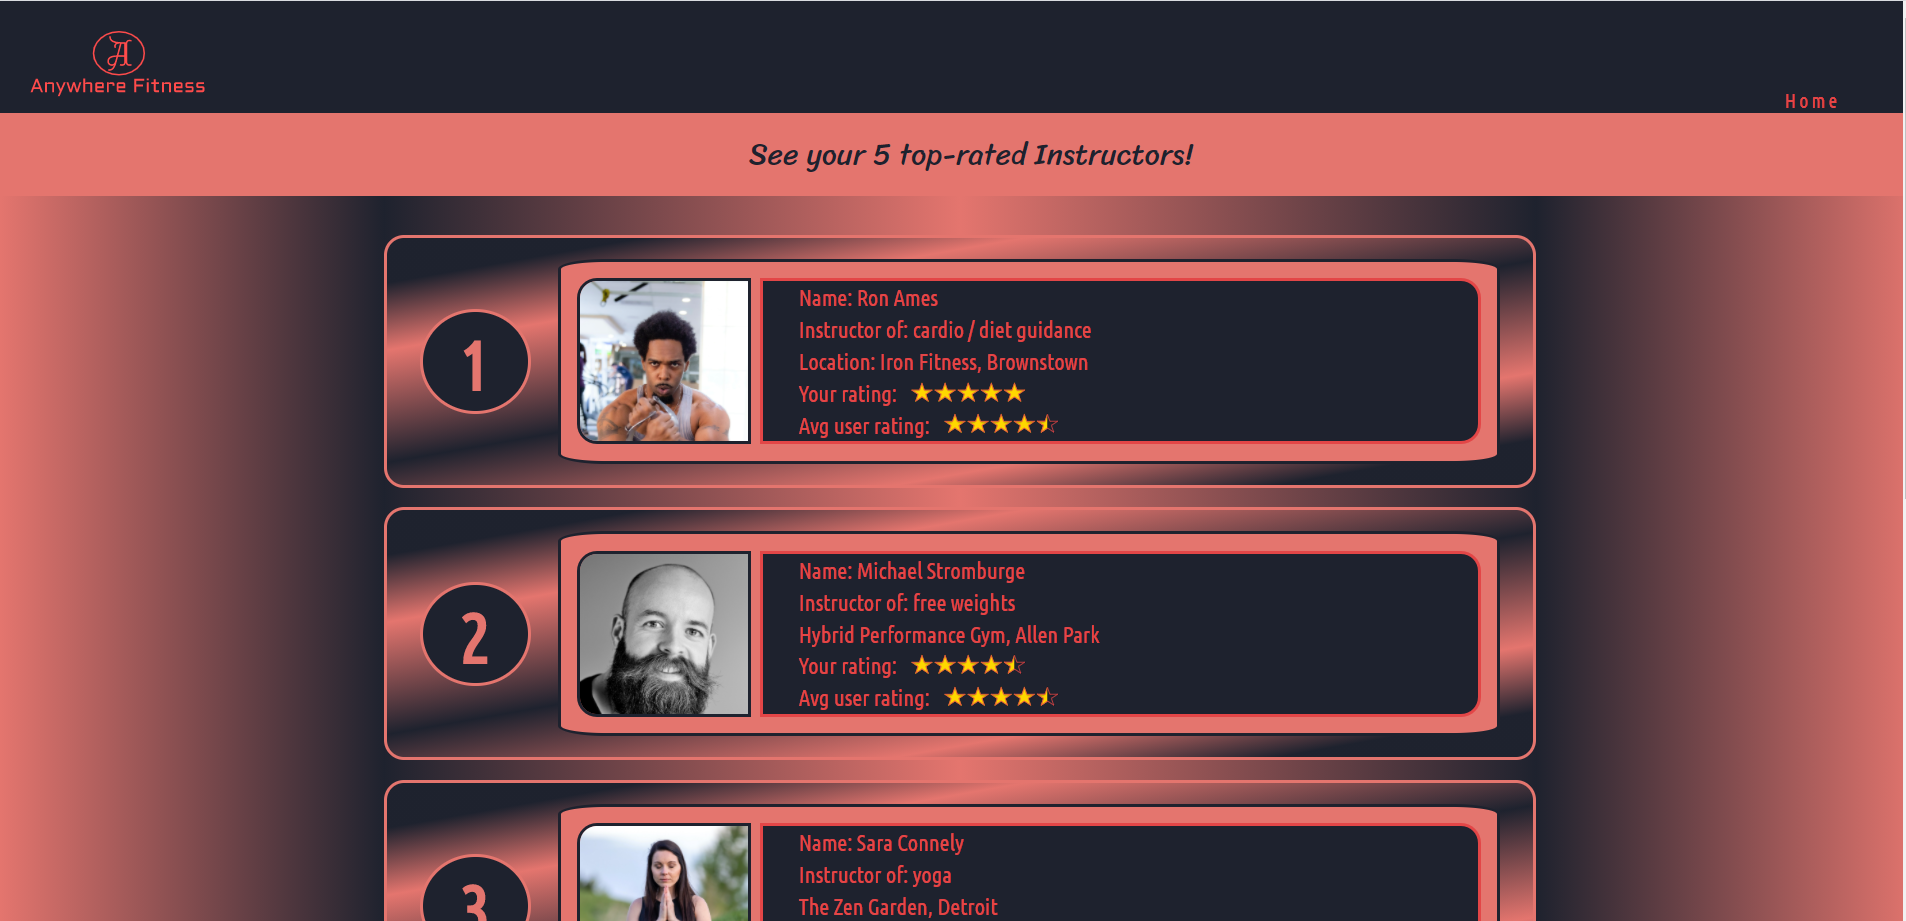 A
Anywhere Fitness
Home
See your 5 top-rated Instructors!
1
Name: Ron Ames
Instructor of: cardio / diet guidance
Location: Iron Fitness, Brownstown
Your rating:
Avg user rating:
2
Name: Michael Stromburge
Instructor of: free weights
Hybrid Performance Gym, Allen Park
Your rating:
Avg user rating:
3
Name: Sara Connely
Instructor of: yoga
The Zen Garden, Detroit